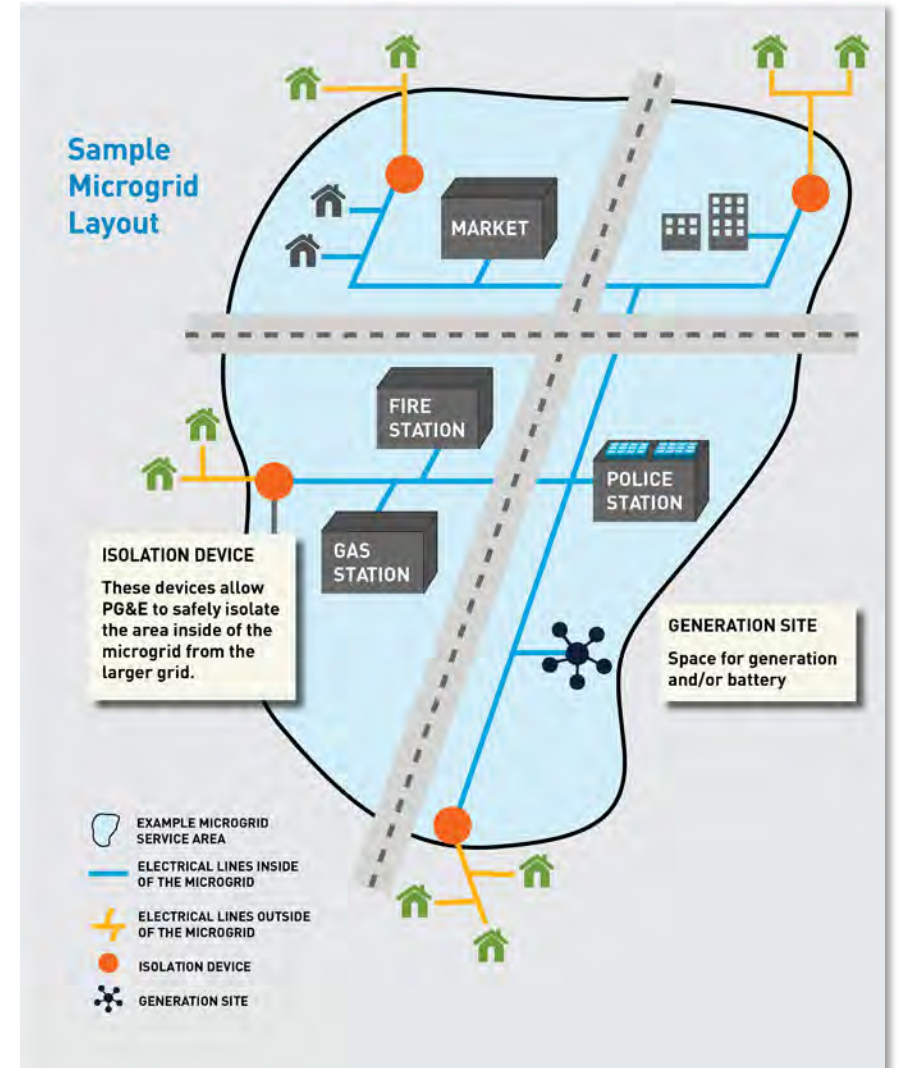 Sample
Microgrid
Layout
MARKET
FIRE
STATION
POLICE
STATION
GAS
STATION
ISOLATION DEVICE
These devices allow
PG&E to safely isolate
the area inside of the
microgrid from the
larger grid.
GENERATION SITE
Space for generation
and/or battery
EXAMPLE MICROGRID
SERVICE AREA
ELECTRICAL LINES INSIDE
OF THE MICROGRID
ELECTRICAL LINES OUTSIDE
OF THE MICROGRID
ISOLATION DEVICE
GENERATION SITE